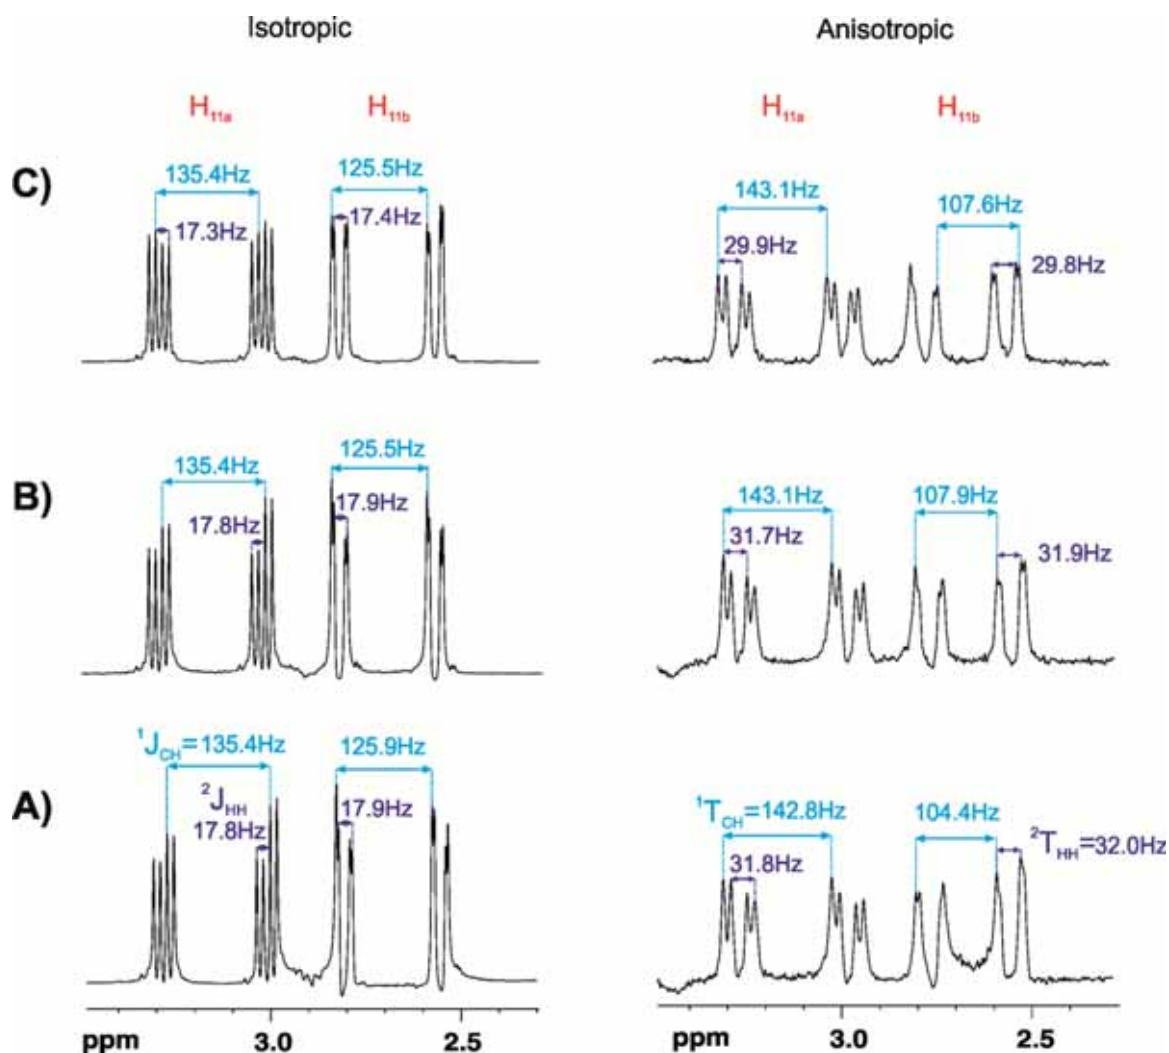 Isotropic
Anisotropic
H11a
H11b
H11a
H11b
C)
135.4Hz
125.5Hz
17.3Hz
17.4Hz
143.1Hz
107.6Hz
29.9Hz
29.8Hz
B)
135.4Hz
125.5Hz
17.8Hz
17.9Hz
143.1Hz
107.9Hz
31.7Hz
31.9Hz
A)
1JCH=135.4Hz
125.9Hz
2JHH
17.8Hz
17.9Hz
1TCH=142.8Hz
104.4Hz
31.8Hz
2THH=32.0Hz
ppm
3.0
2.5
ppm
3.0
2.5